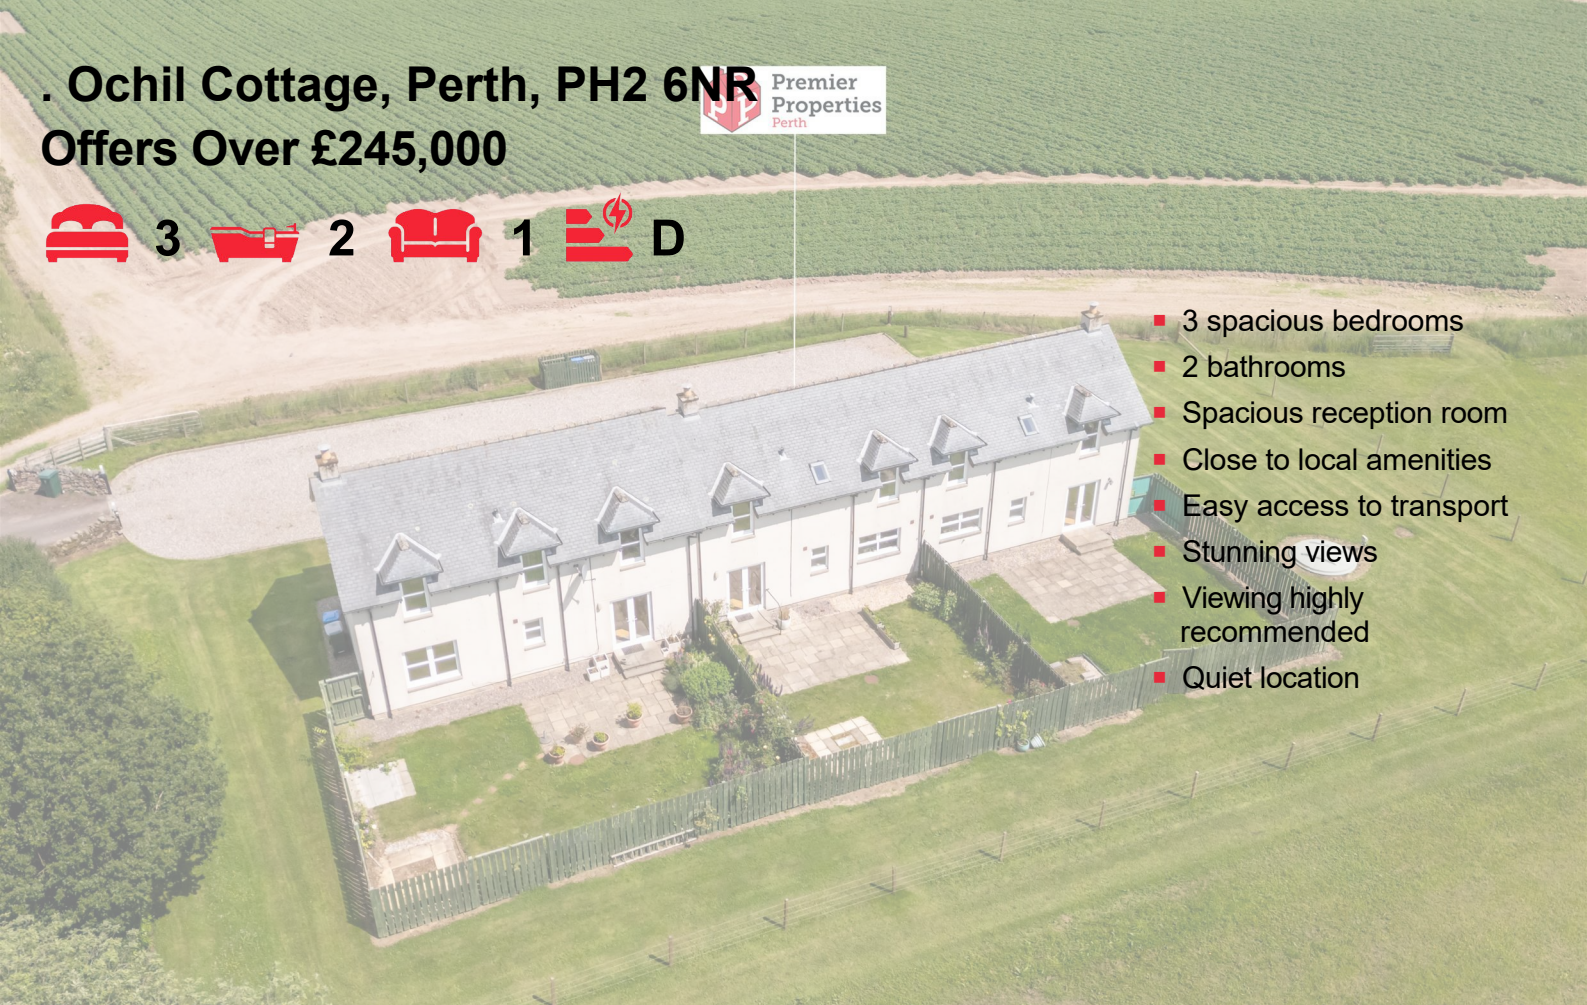 . Ochil Cottage, Perth, PH2 6NR
Offers Over £245,000
PP Premier
Properties
Perth
3 2 1 D
▪ 3 spacious bedrooms
▪ 2 bathrooms
▪ Spacious reception room
▪ Close to local amenities
▪ Easy access to transport
▪ Stunning views
▪ Viewing highly
recommended
▪ Quiet location